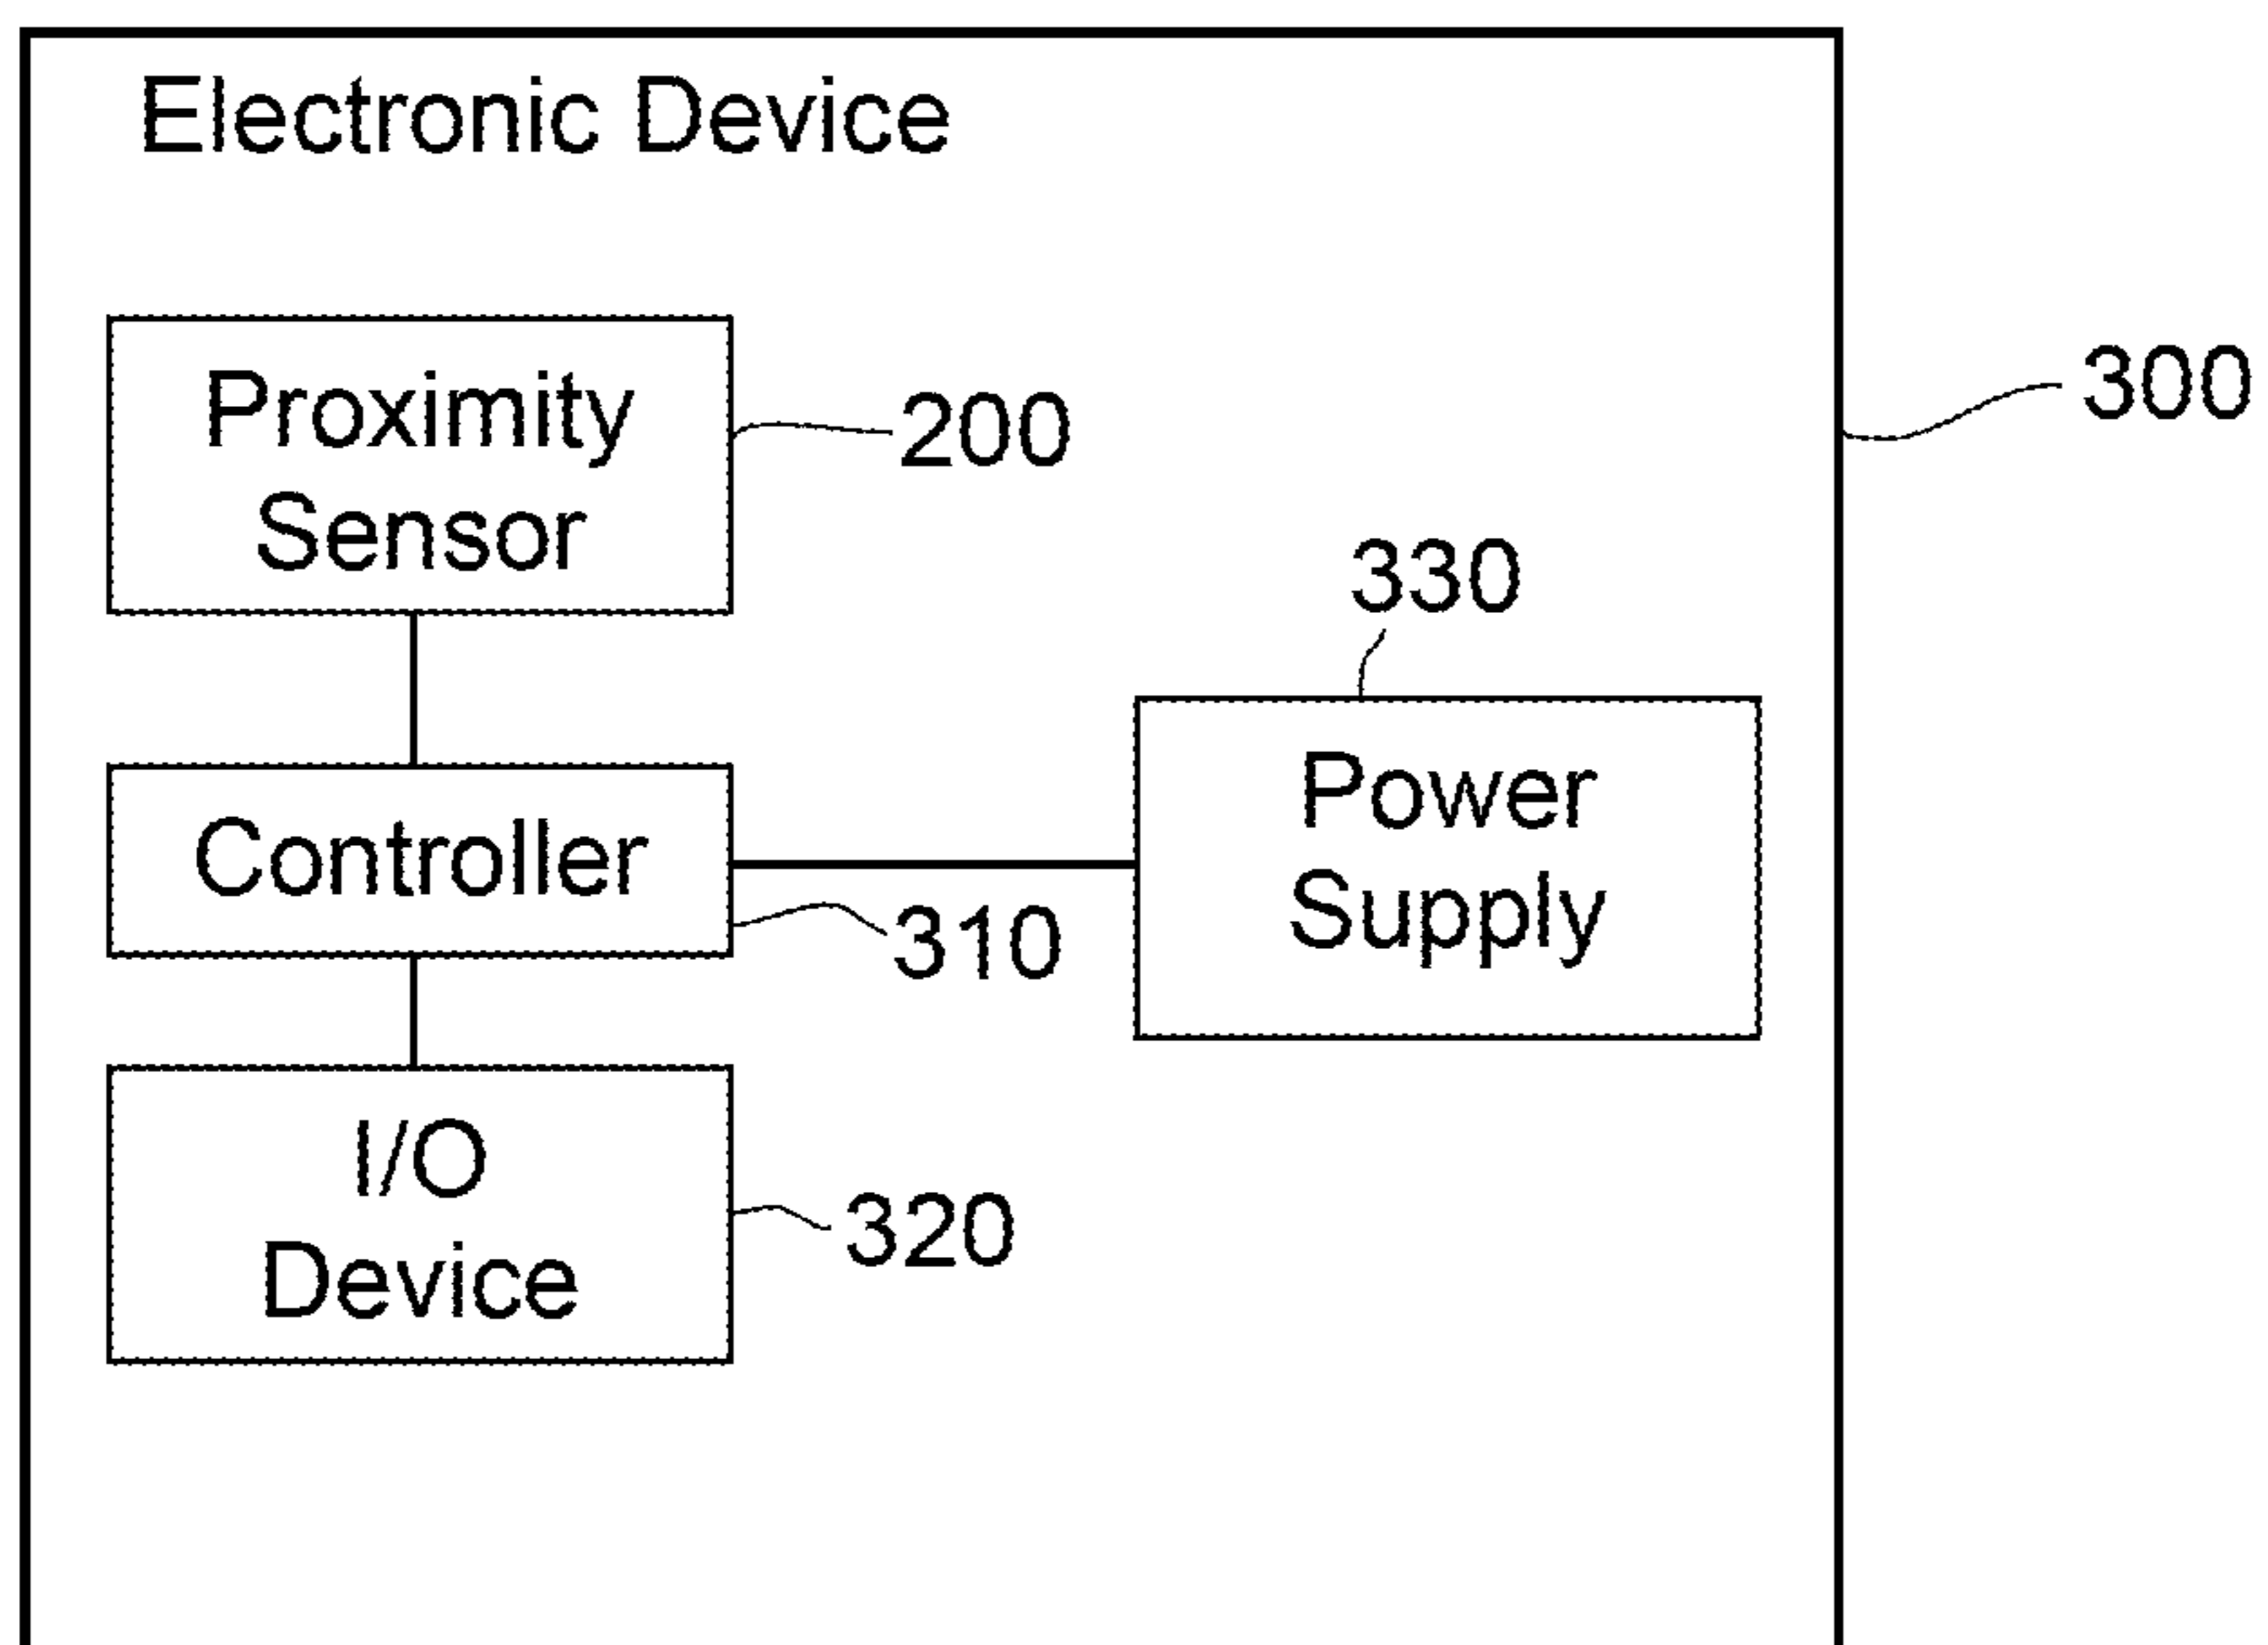 Electronic Device
300
Proximity
Sensor
200
330
Power
Supply
Controller
310
I/O
Device
320